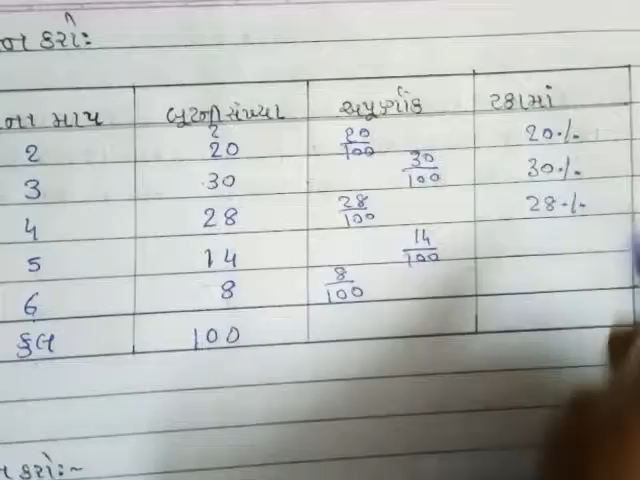 કરો:
માપ બૂટની સંખ્યા અપૂર્ણાંક ટકામાં
2 20 20/100 20%
3 30 30/100 30%
4 28 28/100 28%
5 14 14/100
6 8 8/100
કુલ 100
કરો:-